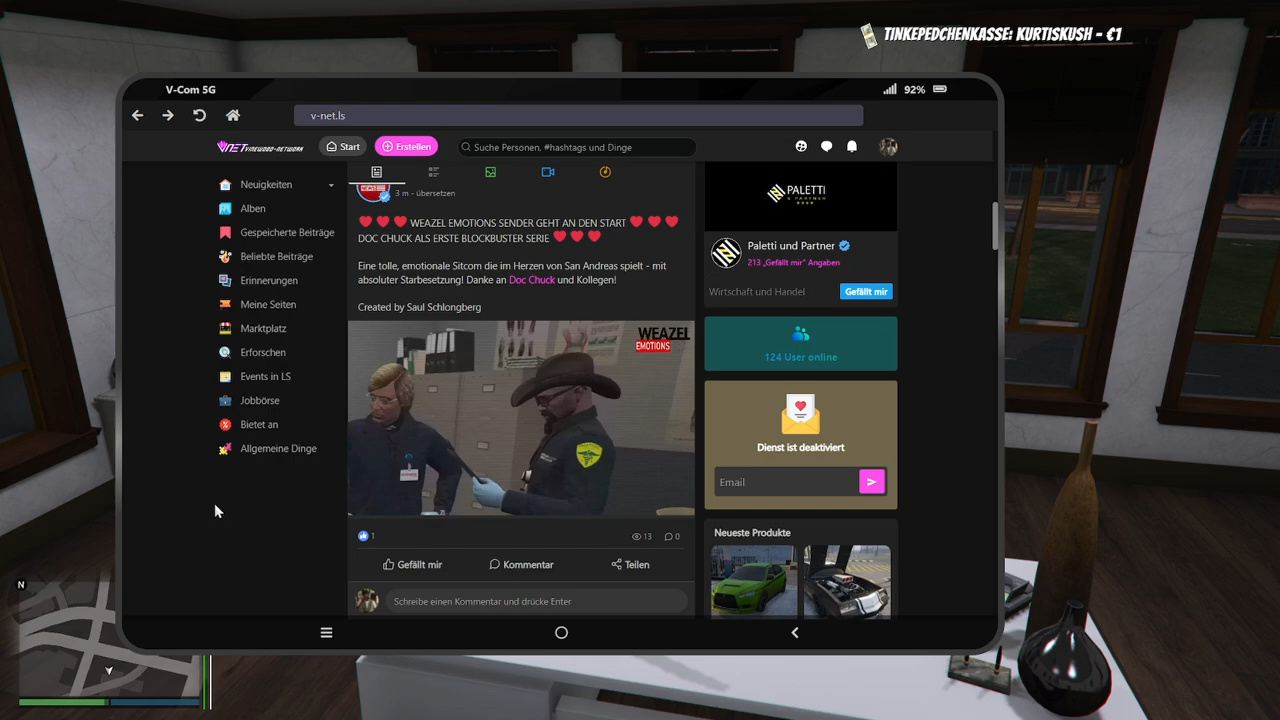 TINKEPEDCHENKASSE: KURTISKUSH - €1
V-Com 5G
92%
v-net.ls
VNET VINEWOOD-NETWORK
Start
Erstellen
Suche Personen, #hashtags und Dinge
Neuigkeiten
Alben
Gespeicherte Beiträge
Beliebte Beiträge
Erinnerungen
Meine Seiten
Marktplatz
Erforschen
Events in LS
Jobbörse
Bietet an
Allgemeine Dinge
3 m - übersetzen
WEAZEL EMOTIONS SENDER GEHT AN DEN START
DOC CHUCK ALS ERSTE BLOCKBUSTER SERIE
Eine tolle, emotionale Sitcom die im Herzen von San Andreas spielt - mit
absoluter Starbesetzung! Danke an Doc Chuck und Kollegen!
Created by Saul Schlongberg
WEAZEL
EMOTIONS
1
13
0
Gefällt mir
Kommentar
Teilen
Schreibe einen Kommentar und drücke Enter
PALETTI
& PARTNER
Paletti und Partner
213 „Gefällt mir" Angaben
Wirtschaft und Handel
Gefällt mir
124 User online
Dienst ist deaktiviert
Email
Neueste Produkte
N